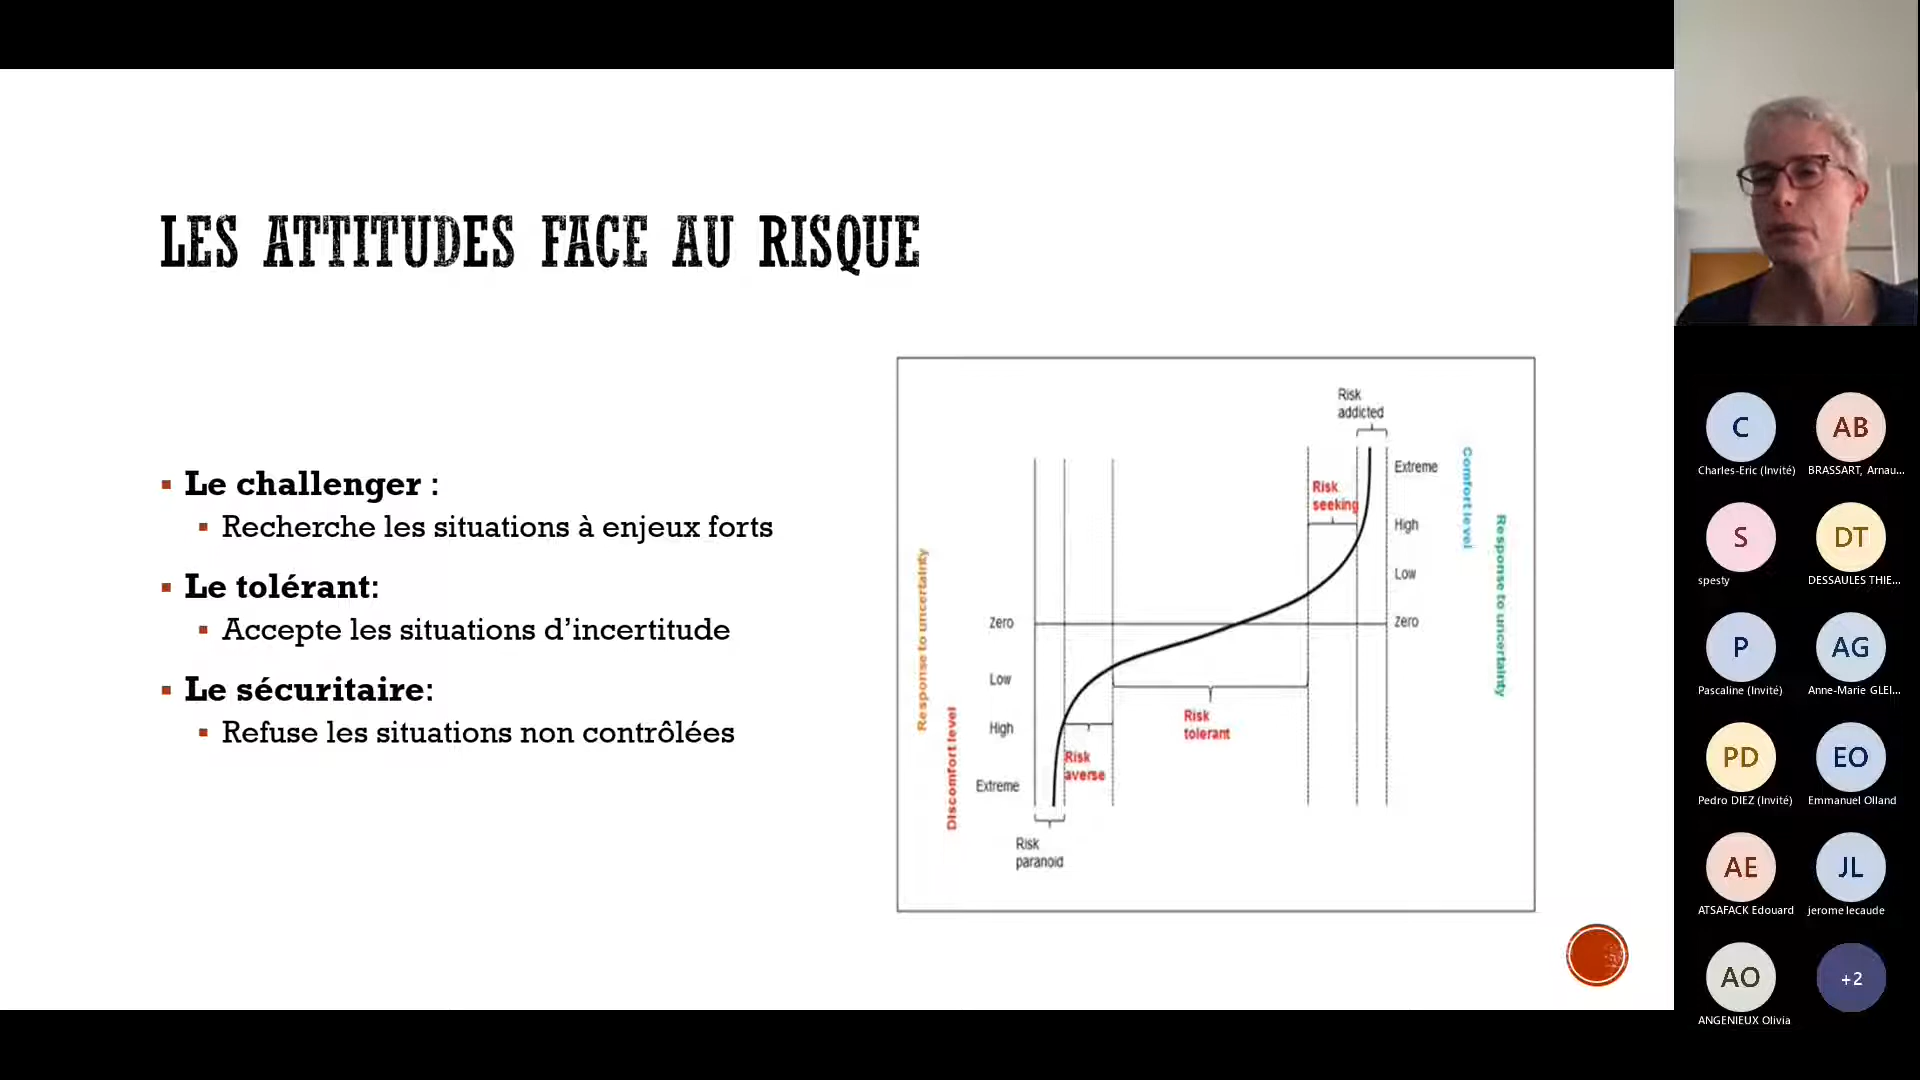 LES ATTITUDES FACE AU RISQUE
Le challenger :
Recherche les situations à enjeux forts
Le tolérant:
Accepte les situations d’incertitude
Le sécuritaire:
Refuse les situations non contrôlées
Risk
addicted
Extreme
Risk
seeking
High
Low
Zero
Zero
Low
High
Extreme
Risk
tolerant
Risk
averse
Risk
paranoid
Response to uncertainty
Discomfort level
Comfort level
Response to uncertainty
C
Charles-Eric (Invité)
AB
BRASSART, Arnau...
S
spesty
DT
DESSAULES THIE...
P
Pascaline (Invité)
AG
Anne-Marie GLEI...
PD
Pedro DIEZ (Invité)
EO
Emmanuel Olland
AE
ATSAFACK Edouard
JL
jerome lecaude
AO
ANGENIEUX Olivia
+2